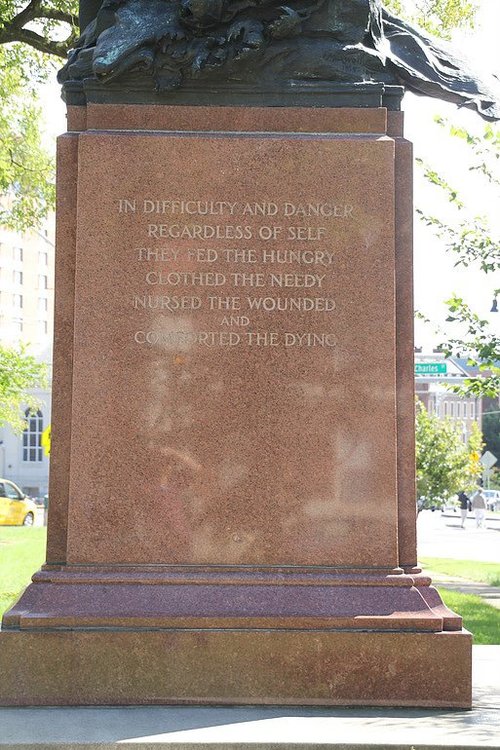 IN DIFFICULTY AND DANGER
REGARDLESS OF SELF
THEY FED THE HUNGRY
CLOTHED THE NEEDY
NURSED THE WOUNDED
AND
COMFORTED THE DYING
Charles